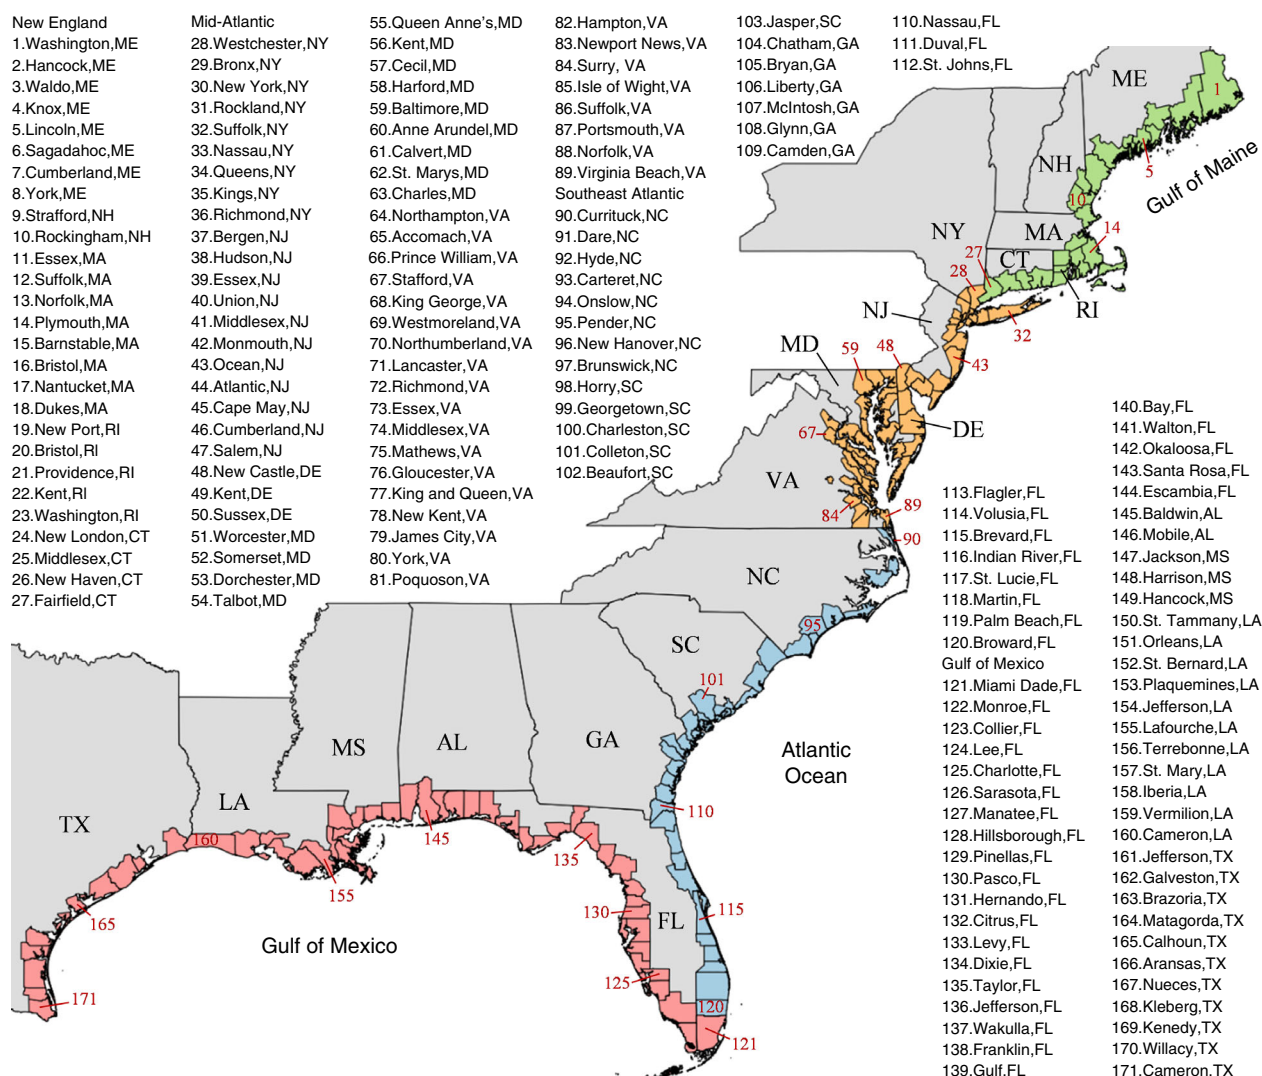 New England
1.Washington,ME
2.Hancock,ME
3.Waldo,ME
4.Knox,ME
5.Lincoln,ME
6.Sagadahoc,ME
7.Cumberland,ME
8.York,ME
9.Strafford,NH
10.Rockingham,NH
11.Essex,MA
12.Suffolk,MA
13.Norfolk,MA
14.Plymouth,MA
15.Barnstable,MA
16.Bristol,MA
17.Nantucket,MA
18.Dukes,MA
19.New Port,RI
20.Bristol,RI
21.Providence,RI
22.Kent,RI
23.Washington,RI
24.New London,CT
25.Middlesex,CT
26.New Haven,CT
27.Fairfield,CT
Mid-Atlantic
28.Westchester,NY
29.Bronx,NY
30.New York,NY
31.Rockland,NY
32.Suffolk,NY
33.Nassau,NY
34.Queens,NY
35.Kings,NY
36.Richmond,NY
37.Bergen,NJ
38.Hudson,NJ
39.Essex,NJ
40.Union,NJ
41.Middlesex,NJ
42.Monmouth,NJ
43.Ocean,NJ
44.Atlantic,NJ
45.Cape May,NJ
46.Cumberland,NJ
47.Salem,NJ
48.New Castle,DE
49.Kent,DE
50.Sussex,DE
51.Worcester,MD
52.Somerset,MD
53.Dorchester,MD
54.Talbot,MD
55.Queen Anne's,MD
56.Kent,MD
57.Cecil,MD
58.Harford,MD
59.Baltimore,MD
60.Anne Arundel,MD
61.Calvert,MD
62.St. Marys,MD
63.Charles,MD
64.Northampton,VA
65.Accomach,VA
66.Prince William,VA
67.Stafford,VA
68.King George,VA
69.Westmoreland,VA
70.Northumberland,VA
71.Lancaster,VA
72.Richmond,VA
73.Essex,VA
74.Middlesex,VA
75.Mathews,VA
76.Gloucester,VA
77.King and Queen,VA
78.New Kent,VA
79.James City,VA
80.York,VA
81.Poquoson,VA
82.Hampton,VA
83.Newport News,VA
84.Surry, VA
85.Isle of Wight,VA
86.Suffolk,VA
87.Portsmouth,VA
88.Norfolk,VA
89.Virginia Beach,VA
Southeast Atlantic
90.Currituck,NC
91.Dare,NC
92.Hyde,NC
93.Carteret,NC
94.Onslow,NC
95.Pender,NC
96.New Hanover,NC
97.Brunswick,NC
98.Horry,SC
99.Georgetown,SC
100.Charleston,SC
101.Colleton,SC
102.Beaufort,SC
103.Jasper,SC
104.Chatham,GA
105.Bryan,GA
106.Liberty,GA
107.McIntosh,GA
108.Glynn,GA
109.Camden,GA
110.Nassau,FL
111.Duval,FL
112.St. Johns,FL
113.Flagler,FL
114.Volusia,FL
115.Brevard,FL
116.Indian River,FL
117.St. Lucie,FL
118.Martin,FL
119.Palm Beach,FL
120.Broward,FL
Gulf of Mexico
121.Miami Dade,FL
122.Monroe,FL
123.Collier,FL
124.Lee,FL
125.Charlotte,FL
126.Sarasota,FL
127.Manatee,FL
128.Hillsborough,FL
129.Pinellas,FL
130.Pasco,FL
131.Hernando,FL
132.Citrus,FL
133.Levy,FL
134.Dixie,FL
135.Taylor,FL
136.Jefferson,FL
137.Wakulla,FL
138.Franklin,FL
139.Gulf,FL
140.Bay,FL
141.Walton,FL
142.Okaloosa,FL
143.Santa Rosa,FL
144.Escambia,FL
145.Baldwin,AL
146.Mobile,AL
147.Jackson,MS
148.Harrison,MS
149.Hancock,MS
150.St. Tammany,LA
151.Orleans,LA
152.St. Bernard,LA
153.Plaquemines,LA
154.Jefferson,LA
155.Lafourche,LA
156.Terrebonne,LA
157.St. Mary,LA
158.Iberia,LA
159.Vermilion,LA
160.Cameron,LA
161.Jefferson,TX
162.Galveston,TX
163.Brazoria,TX
164.Matagorda,TX
165.Calhoun,TX
166.Aransas,TX
167.Nueces,TX
168.Kleberg,TX
169.Kenedy,TX
170.Willacy,TX
171.Cameron,TX
ME
1
NH
5
Gulf of Maine
10
NY
MA
14
27
CT
28
NJ
RI
32
MD
59
48
43
67
DE
VA
84
89
90
NC
95
SC
101
MS
AL
GA
Atlantic
Ocean
LA
TX
110
145
160
135
155
130
FL
115
165
Gulf of Mexico
125
171
120
121